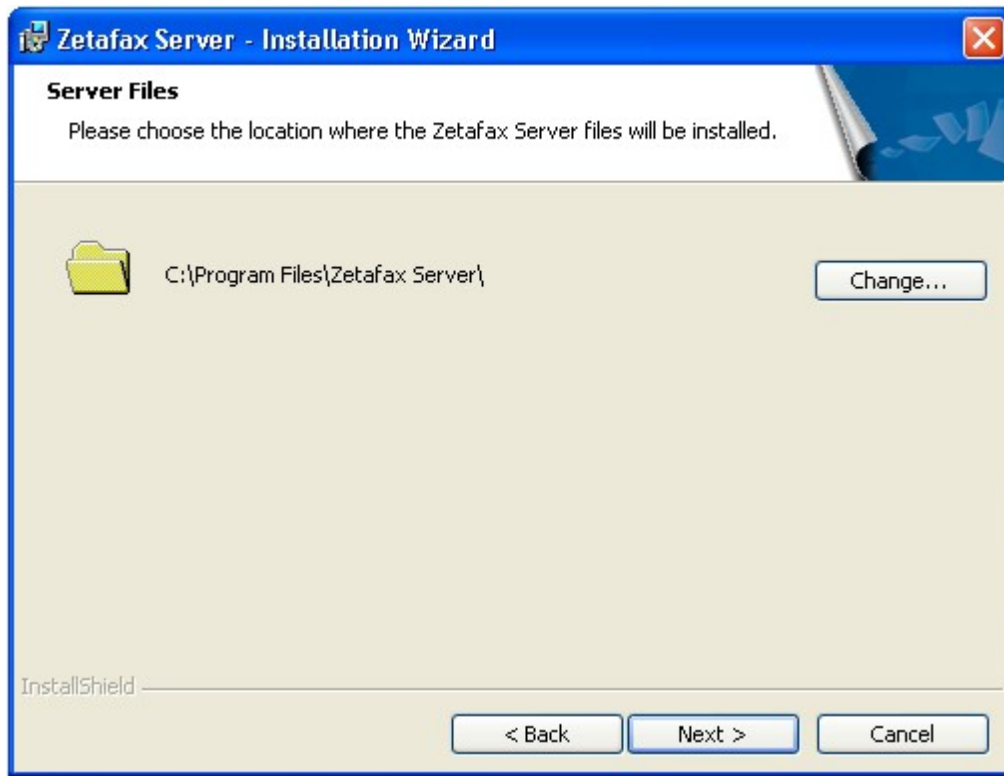 Zetafax Server - Installation Wizard
Server Files
Please choose the location where the Zetafax Server files will be installed.
C:\Program Files\Zetafax Server\
Change...
InstallShield
< Back
Next >
Cancel